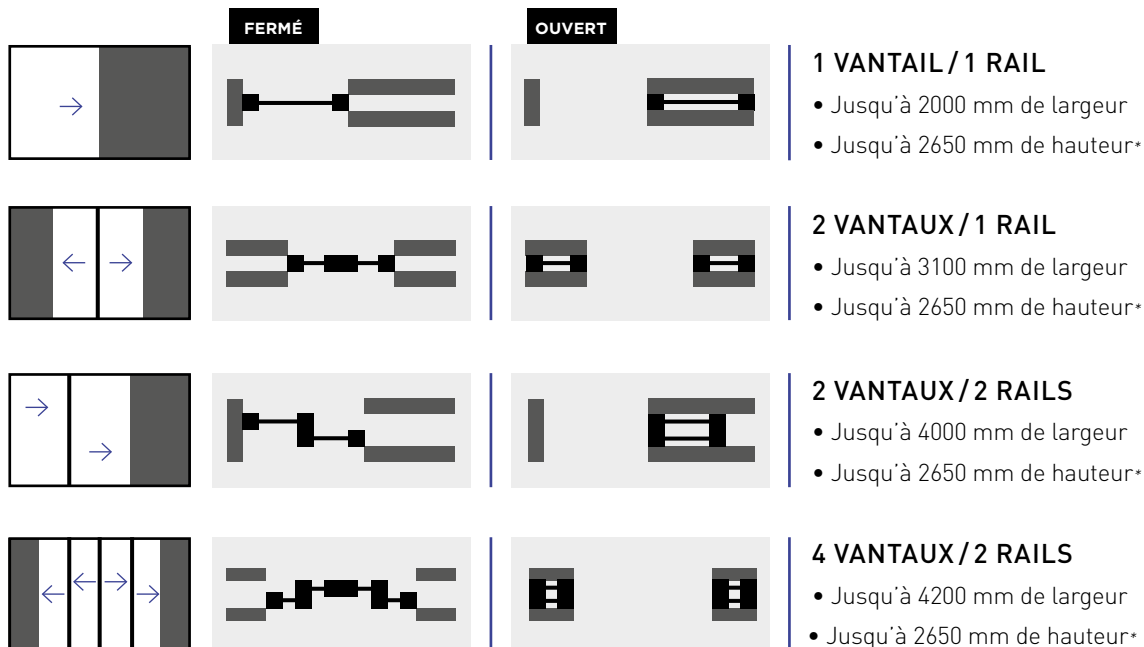 FERMÉ
OUVERT
1 VANTAIL / 1 RAIL
• Jusqu'à 2000 mm de largeur
• Jusqu'à 2650 mm de hauteur*
2 VANTAUX / 1 RAIL
• Jusqu'à 3100 mm de largeur
• Jusqu'à 2650 mm de hauteur*
2 VANTAUX / 2 RAILS
• Jusqu'à 4000 mm de largeur
• Jusqu'à 2650 mm de hauteur*
4 VANTAUX / 2 RAILS
• Jusqu'à 4200 mm de largeur
• Jusqu'à 2650 mm de hauteur*